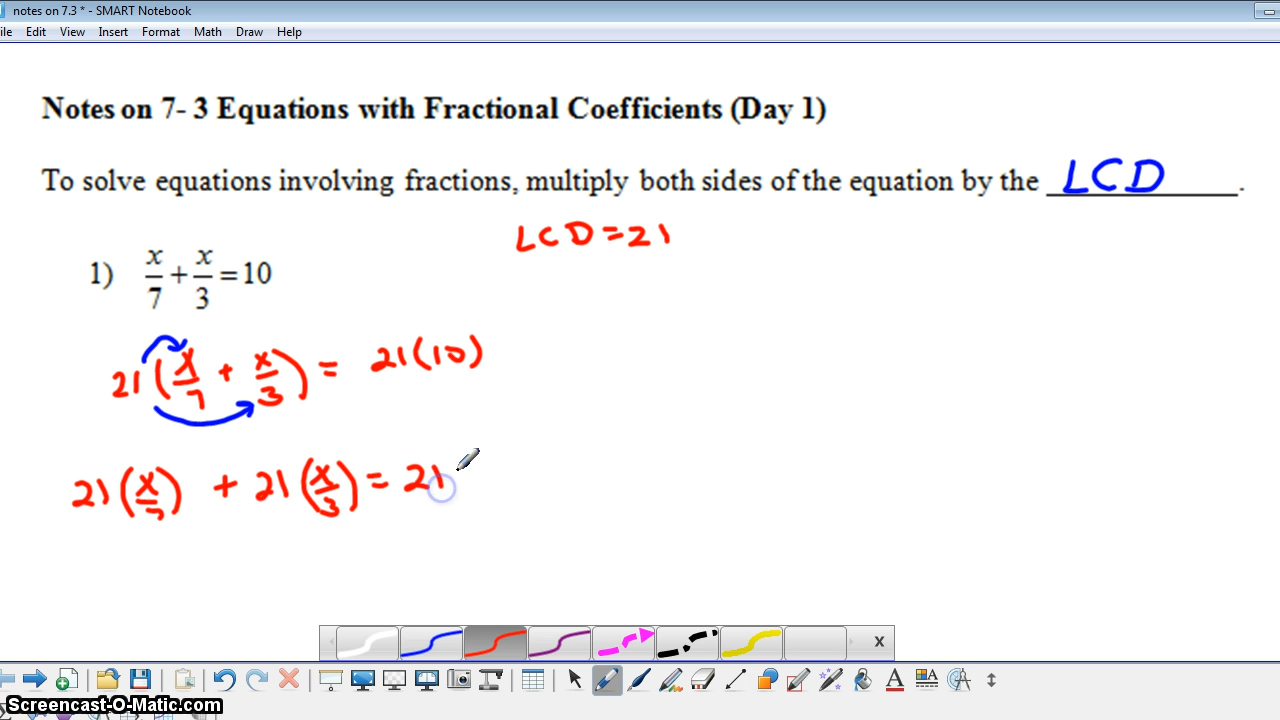 notes on 7.3 * - SMART Notebook
ile Edit View Insert Format Math Draw Help
Notes on 7- 3 Equations with Fractional Coefficients (Day 1)
To solve equations involving fractions, multiply both sides of the equation by the LCD.
LCD = 21
1) x/7 + x/3 = 10
21 (x/7 + x/3) = 21(10)
21 (x/7) + 21 (x/3) = 21
x
Screencast-O-Matic.com